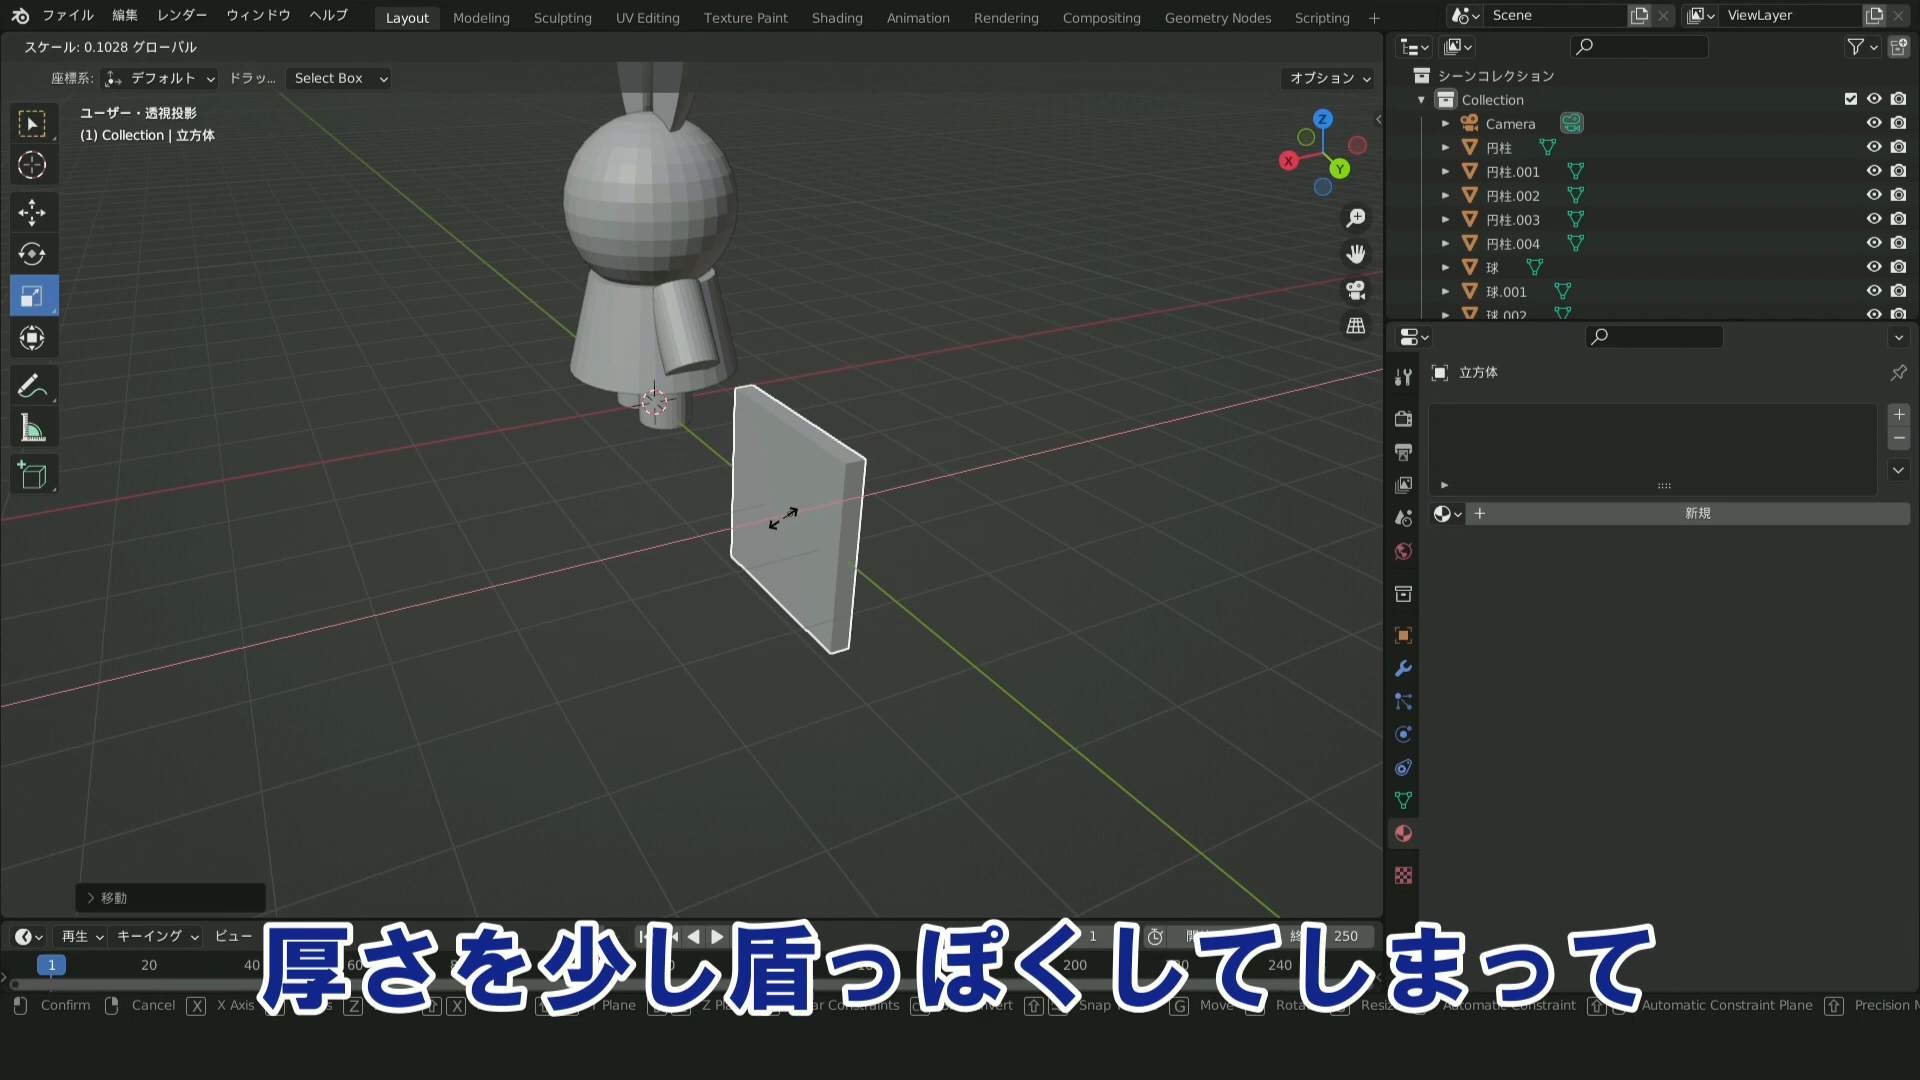 ファイル 編集 レンダー ウィンドウ ヘルプ Layout Modeling Sculpting UV Editing Texture Paint Shading Animation Rendering Compositing Geometry Nodes Scripting + Scene ViewLayer
スケール: 0.1028 グローバル
座標系: デフォルト ドラッ... Select Box オプション
ユーザー・透視投影
(1) Collection | 立方体
Z
X
Y
シーンコレクション
Collection
Camera
円柱
円柱.001
円柱.002
円柱.003
円柱.004
球
球.001
球.002
立方体
新規
移動
再生 キーイング ビュー 1 終 250
1 20 40 60 200 240
厚さを少し盾っぽくしてしまって
Confirm Cancel X X Axis Z X Plane Z Constraints Snap G Move Automatic Constraint Plane Precision